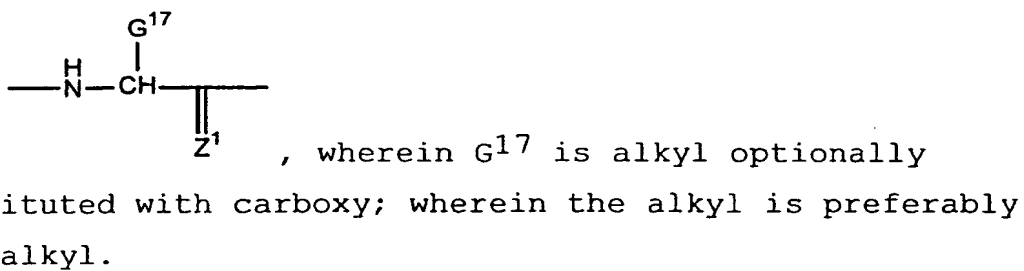 G17
H
N—CH
Z1 , wherein G17 is alkyl optionally
ituted with carboxy; wherein the alkyl is preferably
alkyl.